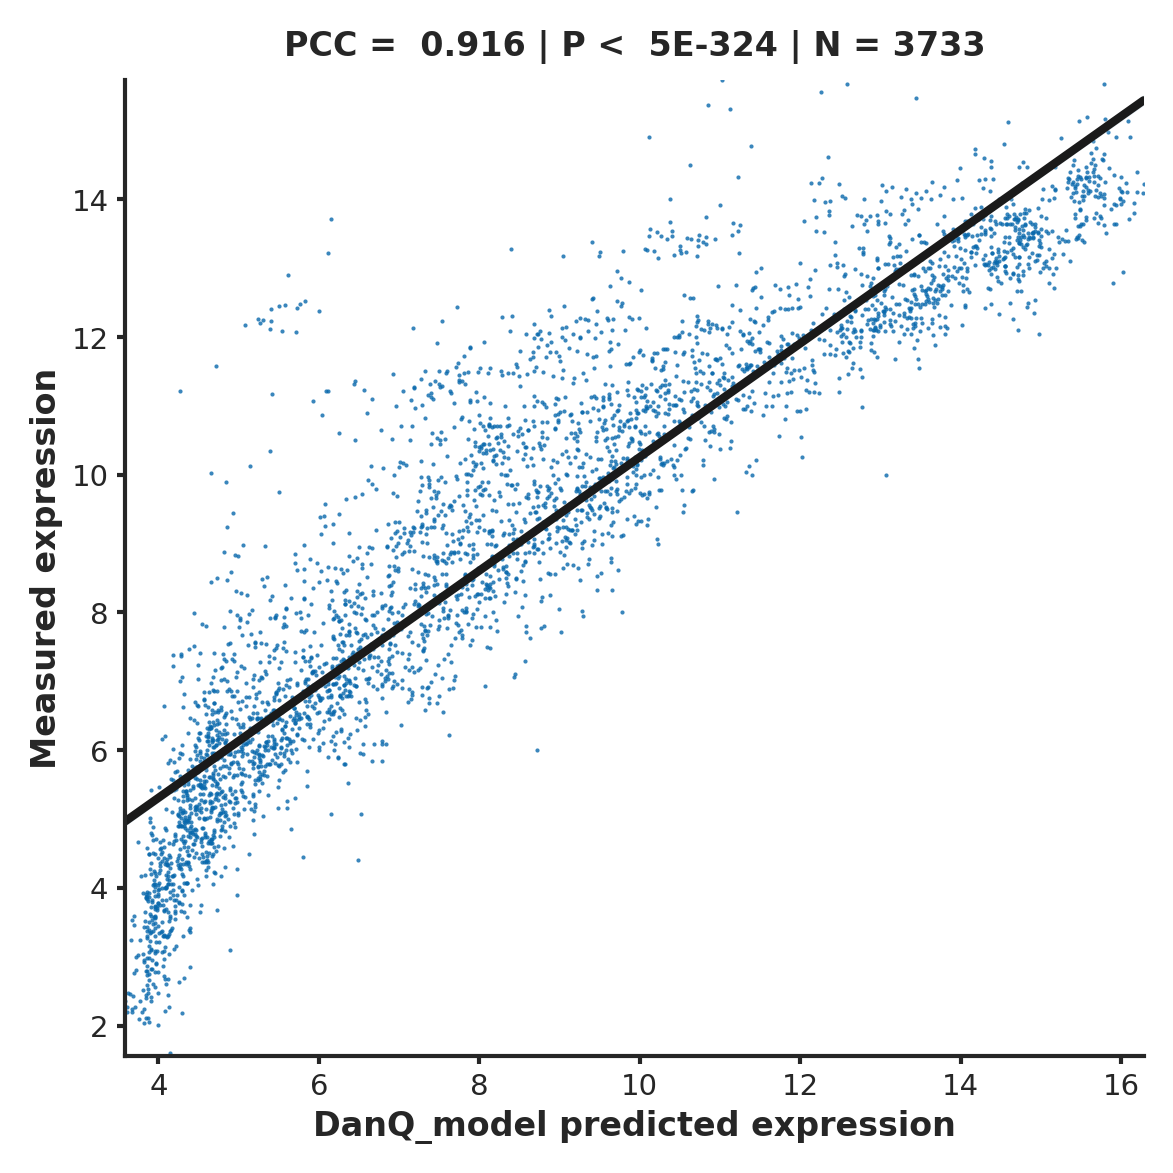 PCC =  0.916 | P <  5E-324 | N = 3733
Measured expression
14
12
10
8
6
4
2
4 6 8 10 12 14 16
DanQ_model predicted expression